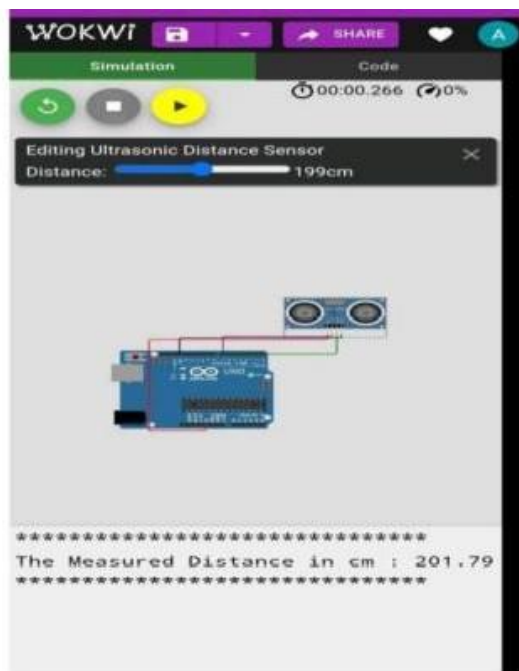 WOKWi SHARE A
Simulation Code
00:00.266 0%
Editing Ultrasonic Distance Sensor
Distance: 199cm
UNO
*******************************
The Measured Distance in cm : 201.79
*******************************